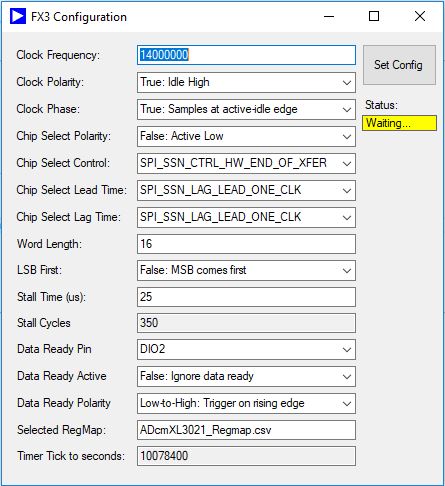 FX3 Configuration
Clock Frequency: 14000000
Set Config
Clock Polarity: True: Idle High
Status:
Clock Phase: True: Samples at active-idle edge
Waiting...
Chip Select Polarity: False: Active Low
Chip Select Control: SPI_SSN_CTRL_HW_END_OF_XFER
Chip Select Lead Time: SPI_SSN_LAG_LEAD_ONE_CLK
Chip Select Lag Time: SPI_SSN_LAG_LEAD_ONE_CLK
Word Length: 16
LSB First: False: MSB comes first
Stall Time (us): 25
Stall Cycles 350
Data Ready Pin DIO2
Data Ready Active False: Ignore data ready
Data Ready Polarity Low-to-High: Trigger on rising edge
Selected RegMap: ADcmXL3021_Regmap.csv
Timer Tick to seconds: 10078400